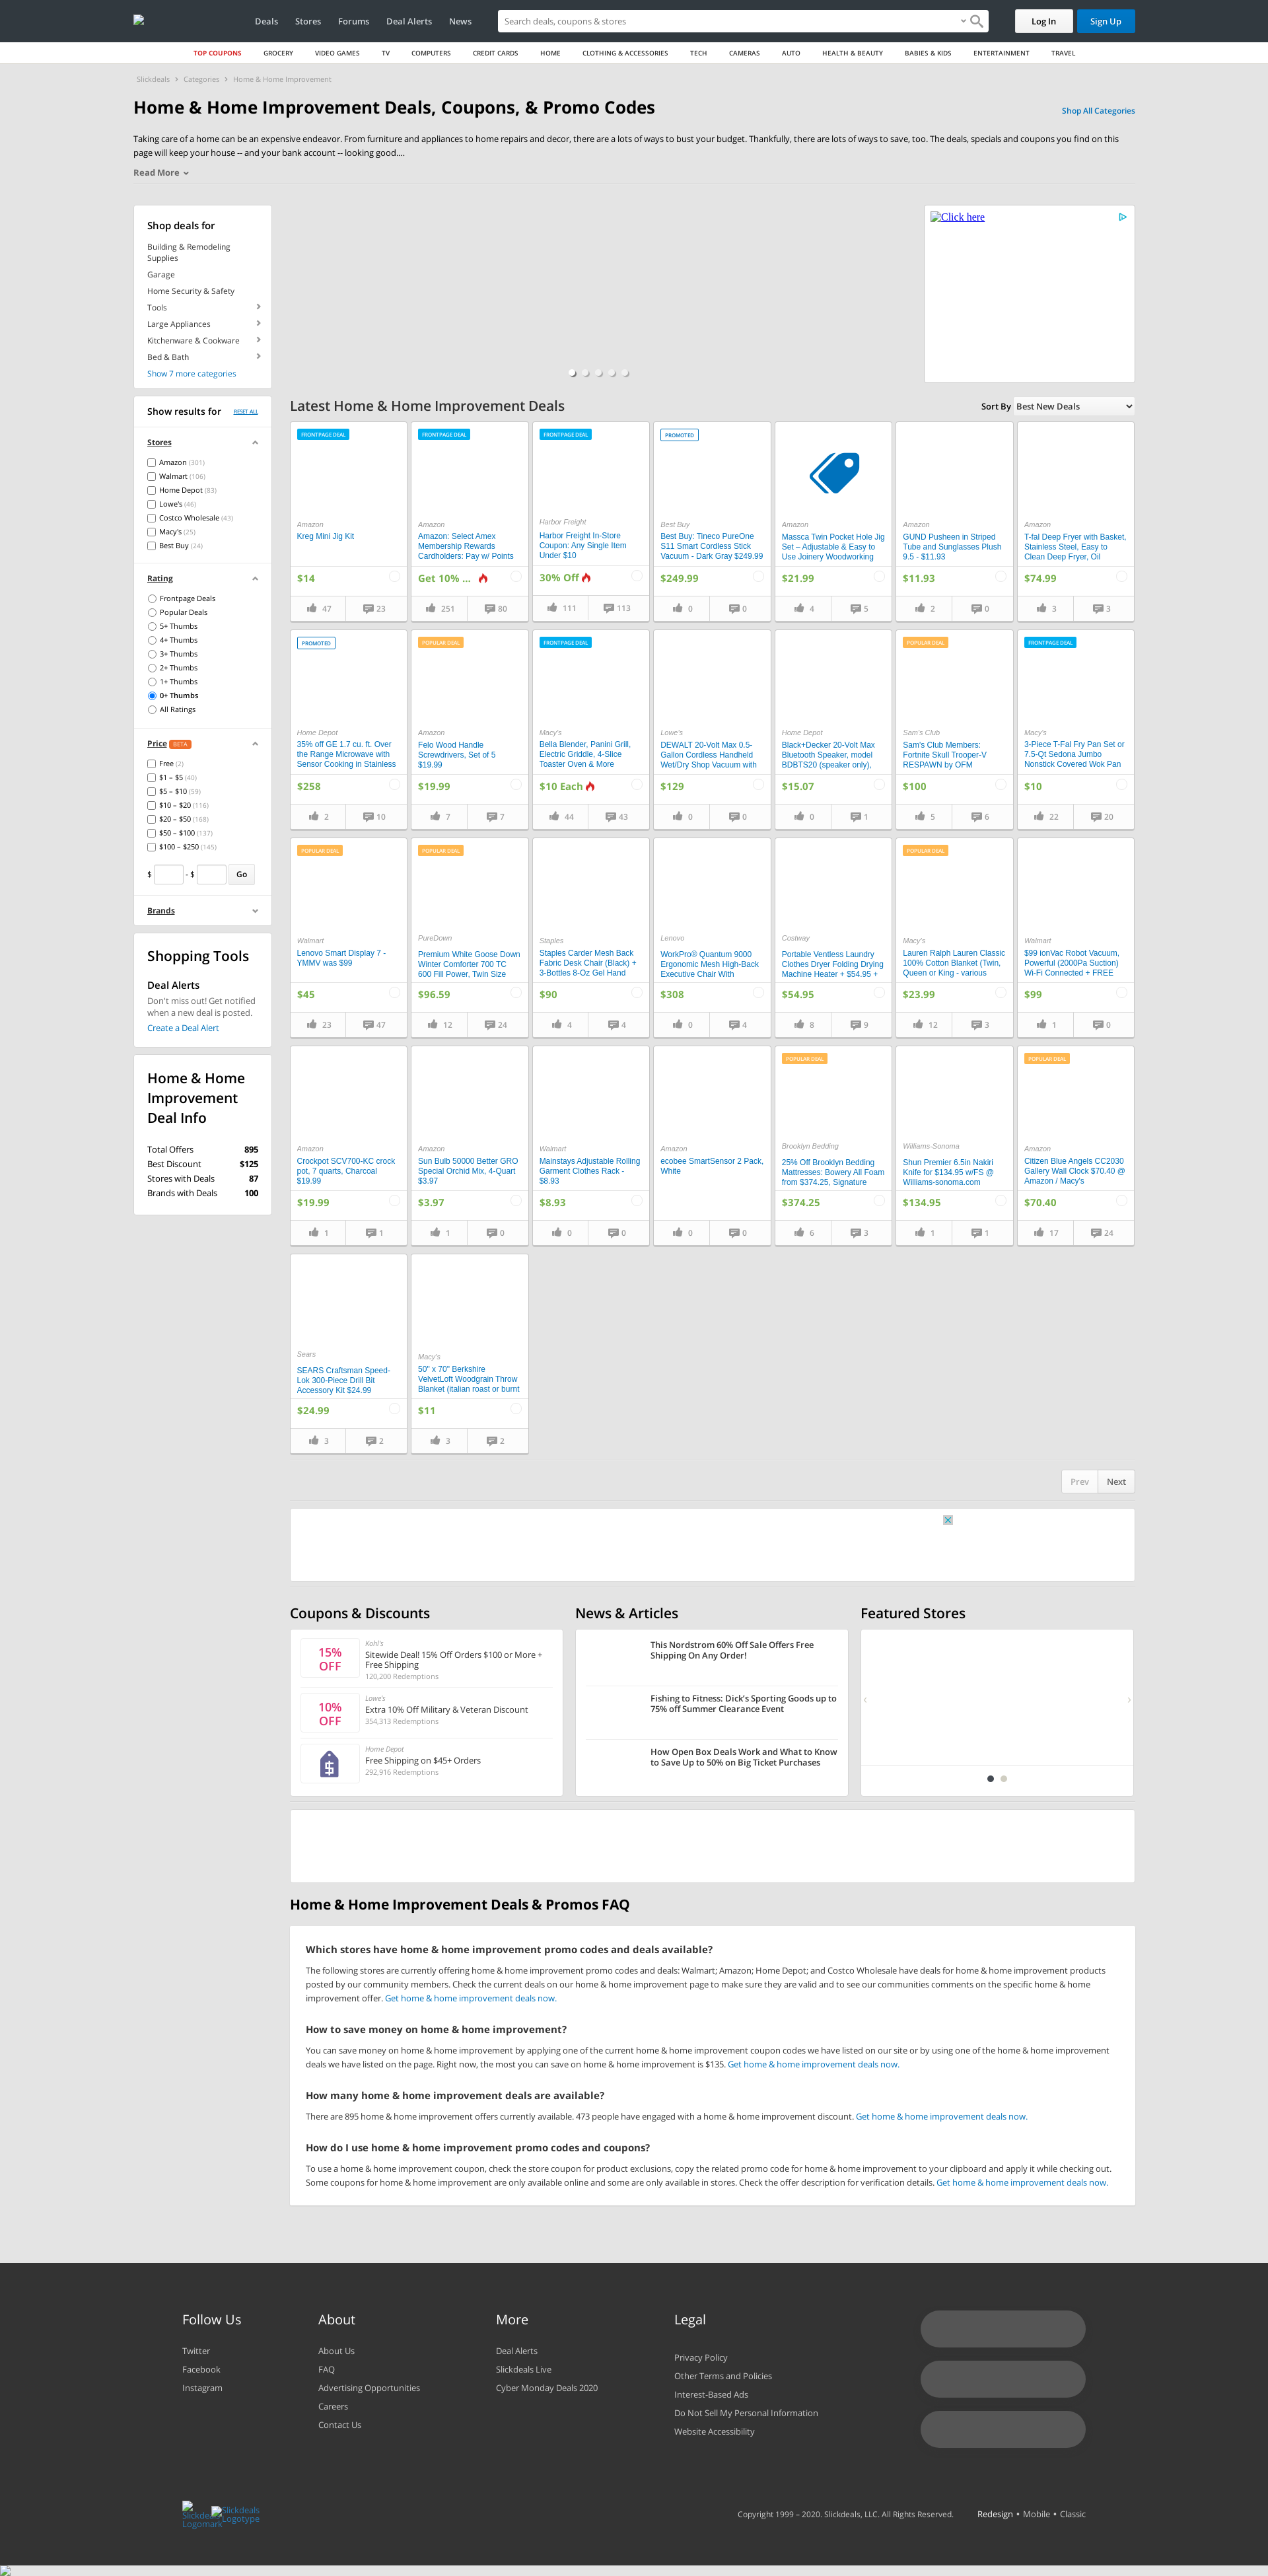 Deals Stores Forums Deal Alerts News Search deals, coupons & stores Log In Sign Up
TOP COUPONS GROCERY VIDEO GAMES TV COMPUTERS CREDIT CARDS HOME CLOTHING & ACCESSORIES TECH CAMERAS AUTO HEALTH & BEAUTY BABIES & KIDS ENTERTAINMENT TRAVEL
Slickdeals > Categories > Home & Home Improvement
Home & Home Improvement Deals, Coupons, & Promo Codes
Shop All Categories
Taking care of a home can be an expensive endeavor. From furniture and appliances to home repairs and decor, there are a lots of ways to bust your budget. Thankfully, there are lots of ways to save, too. The deals, specials and coupons you find on this
page will keep your house -- and your bank account -- looking good....
Read More
Shop deals for
Building & Remodeling
Supplies
Garage
Home Security & Safety
Tools
Large Appliances
Kitchenware & Cookware
Bed & Bath
Show 7 more categories
Click here
Show results for RESET ALL
Stores
Amazon (301)
Walmart (106)
Home Depot (83)
Lowe's (46)
Costco Wholesale (43)
Macy's (25)
Best Buy (24)
Rating
Frontpage Deals
Popular Deals
5+ Thumbs
4+ Thumbs
3+ Thumbs
2+ Thumbs
1+ Thumbs
0+ Thumbs
All Ratings
Price BETA
Free (2)
$1 – $5 (40)
$5 – $10 (59)
$10 – $20 (116)
$20 – $50 (168)
$50 – $100 (137)
$100 – $250 (145)
$ - $ Go
Brands
Shopping Tools
Deal Alerts
Don't miss out! Get notified
when a new deal is posted.
Create a Deal Alert
Home & Home
Improvement
Deal Info
Total Offers 895
Best Discount $125
Stores with Deals 87
Brands with Deals 100
Latest Home & Home Improvement Deals
Sort By Best New Deals
FRONTPAGE DEAL
Amazon
Kreg Mini Jig Kit
$14
47 23
FRONTPAGE DEAL
Amazon
Amazon: Select Amex
Membership Rewards
Cardholders: Pay w/ Points
Get 10% ...
251 80
FRONTPAGE DEAL
Harbor Freight
Harbor Freight In-Store
Coupon: Any Single Item
Under $10
30% Off
111 113
PROMOTED
Best Buy
Best Buy: Tineco PureOne
S11 Smart Cordless Stick
Vacuum - Dark Gray $249.99
$249.99
0 0
Amazon
Massca Twin Pocket Hole Jig
Set – Adjustable & Easy to
Use Joinery Woodworking
$21.99
4 5
Amazon
GUND Pusheen in Striped
Tube and Sunglasses Plush
9.5 - $11.93
$11.93
2 0
Amazon
T-fal Deep Fryer with Basket,
Stainless Steel, Easy to
Clean Deep Fryer, Oil
$74.99
3 3
PROMOTED
Home Depot
35% off GE 1.7 cu. ft. Over
the Range Microwave with
Sensor Cooking in Stainless
$258
2 10
POPULAR DEAL
Amazon
Felo Wood Handle
Screwdrivers, Set of 5
$19.99
$19.99
7 7
FRONTPAGE DEAL
Macy's
Bella Blender, Panini Grill,
Electric Griddle, 4-Slice
Toaster Oven & More
$10 Each
44 43
Lowe's
DEWALT 20-Volt Max 0.5-
Gallon Cordless Handheld
Wet/Dry Shop Vacuum with
$129
0 0
Home Depot
Black+Decker 20-Volt Max
Bluetooth Speaker, model
BDBTS20 (speaker only),
$15.07
0 1
POPULAR DEAL
Sam's Club
Sam's Club Members:
Fortnite Skull Trooper-V
RESPAWN by OFM
$100
5 6
FRONTPAGE DEAL
Macy's
3-Piece T-Fal Fry Pan Set or
7.5-Qt Sedona Jumbo
Nonstick Covered Wok Pan
$10
22 20
POPULAR DEAL
Walmart
Lenovo Smart Display 7 -
YMMV was $99
$45
23 47
POPULAR DEAL
PureDown
Premium White Goose Down
Winter Comforter 700 TC
600 Fill Power, Twin Size
$96.59
12 24
Staples
Staples Carder Mesh Back
Fabric Desk Chair (Black) +
3-Bottles 8-Oz Gel Hand
$90
4 4
Lenovo
WorkPro® Quantum 9000
Ergonomic Mesh High-Back
Executive Chair With
$308
0 4
Costway
Portable Ventless Laundry
Clothes Dryer Folding Drying
Machine Heater + $54.95 +
$54.95
8 9
POPULAR DEAL
Macy's
Lauren Ralph Lauren Classic
100% Cotton Blanket (Twin,
Queen or King - various
$23.99
12 3
Walmart
$99 ionVac Robot Vacuum,
Powerful (2000Pa Suction)
Wi-Fi Connected + FREE
$99
1 0
Amazon
Crockpot SCV700-KC crock
pot, 7 quarts, Charcoal
$19.99
$19.99
1 1
Amazon
Sun Bulb 50000 Better GRO
Special Orchid Mix, 4-Quart
$3.97
$3.97
1 0
Walmart
Mainstays Adjustable Rolling
Garment Clothes Rack -
$8.93
$8.93
0 0
Amazon
ecobee SmartSensor 2 Pack,
White
0 0
POPULAR DEAL
Brooklyn Bedding
25% Off Brooklyn Bedding
Mattresses: Bowery All Foam
from $374.25, Signature
$374.25
6 3
Williams-Sonoma
Shun Premier 6.5in Nakiri
Knife for $134.95 w/FS @
Williams-sonoma.com
$134.95
1 1
POPULAR DEAL
Amazon
Citizen Blue Angels CC2030
Gallery Wall Clock $70.40 @
Amazon / Macy's
$70.40
17 24
Sears
SEARS Craftsman Speed-
Lok 300-Piece Drill Bit
Accessory Kit $24.99
$24.99
3 2
Macy's
50" x 70" Berkshire
VelvetLoft Woodgrain Throw
Blanket (italian roast or burnt
$11
3 2
Prev Next
Coupons & Discounts
15%
OFF
Kohl's
Sitewide Deal! 15% Off Orders $100 or More +
Free Shipping
120,200 Redemptions
10%
OFF
Lowe's
Extra 10% Off Military & Veteran Discount
354,313 Redemptions
Home Depot
Free Shipping on $45+ Orders
292,916 Redemptions
News & Articles
This Nordstrom 60% Off Sale Offers Free
Shipping On Any Order!
Fishing to Fitness: Dick's Sporting Goods up to
75% off Summer Clearance Event
How Open Box Deals Work and What to Know
to Save Up to 50% on Big Ticket Purchases
Featured Stores
Home & Home Improvement Deals & Promos FAQ
Which stores have home & home improvement promo codes and deals available?
The following stores are currently offering home & home improvement promo codes and deals: Walmart; Amazon; Home Depot; and Costco Wholesale have deals for home & home improvement products
posted by our community members. Check the current deals on our home & home improvement page to make sure they are valid and to see our communities comments on the specific home & home
improvement offer. Get home & home improvement deals now.
How to save money on home & home improvement?
You can save money on home & home improvement by applying one of the current home & home improvement coupon codes we have listed on our site or by using one of the home & home improvement
deals we have listed on the page. Right now, the most you can save on home & home improvement is $135. Get home & home improvement deals now.
How many home & home improvement deals are available?
There are 895 home & home improvement offers currently available. 473 people have engaged with a home & home improvement discount. Get home & home improvement deals now.
How do I use home & home improvement promo codes and coupons?
To use a home & home improvement coupon, check the store coupon for product exclusions, copy the related promo code for home & home improvement to your clipboard and apply it while checking out.
Some coupons for home & home improvement are only available online and some are only available in stores. Check the offer description for verification details. Get home & home improvement deals now.
Follow Us
Twitter
Facebook
Instagram
About
About Us
FAQ
Advertising Opportunities
Careers
Contact Us
More
Deal Alerts
Slickdeals Live
Cyber Monday Deals 2020
Legal
Privacy Policy
Other Terms and Policies
Interest-Based Ads
Do Not Sell My Personal Information
Website Accessibility
Slickdeals
Logomark
Slickdeals
Logotype
Copyright 1999 – 2020. Slickdeals, LLC. All Rights Reserved. Redesign • Mobile • Classic